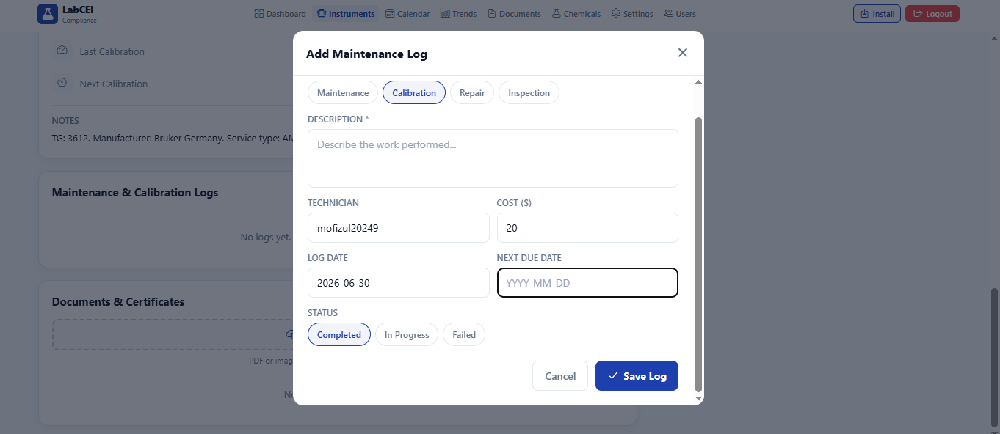 LabCEI
Compliance
Dashboard
Instruments
Calendar
Trends
Documents
Chemicals
Settings
Users
Install
Logout
Last Calibration
Next Calibration
NOTES
TG: 3612. Manufacturer: Bruker Germany. Service type: AM
Maintenance & Calibration Logs
No logs yet.
Documents & Certificates
PDF or imag
No
Add Maintenance Log
Maintenance
Calibration
Repair
Inspection
DESCRIPTION *
Describe the work performed...
TECHNICIAN
COST ($)
mofizul20249
20
LOG DATE
NEXT DUE DATE
2026-06-30
YYYY-MM-DD
STATUS
Completed
In Progress
Failed
Cancel
Save Log